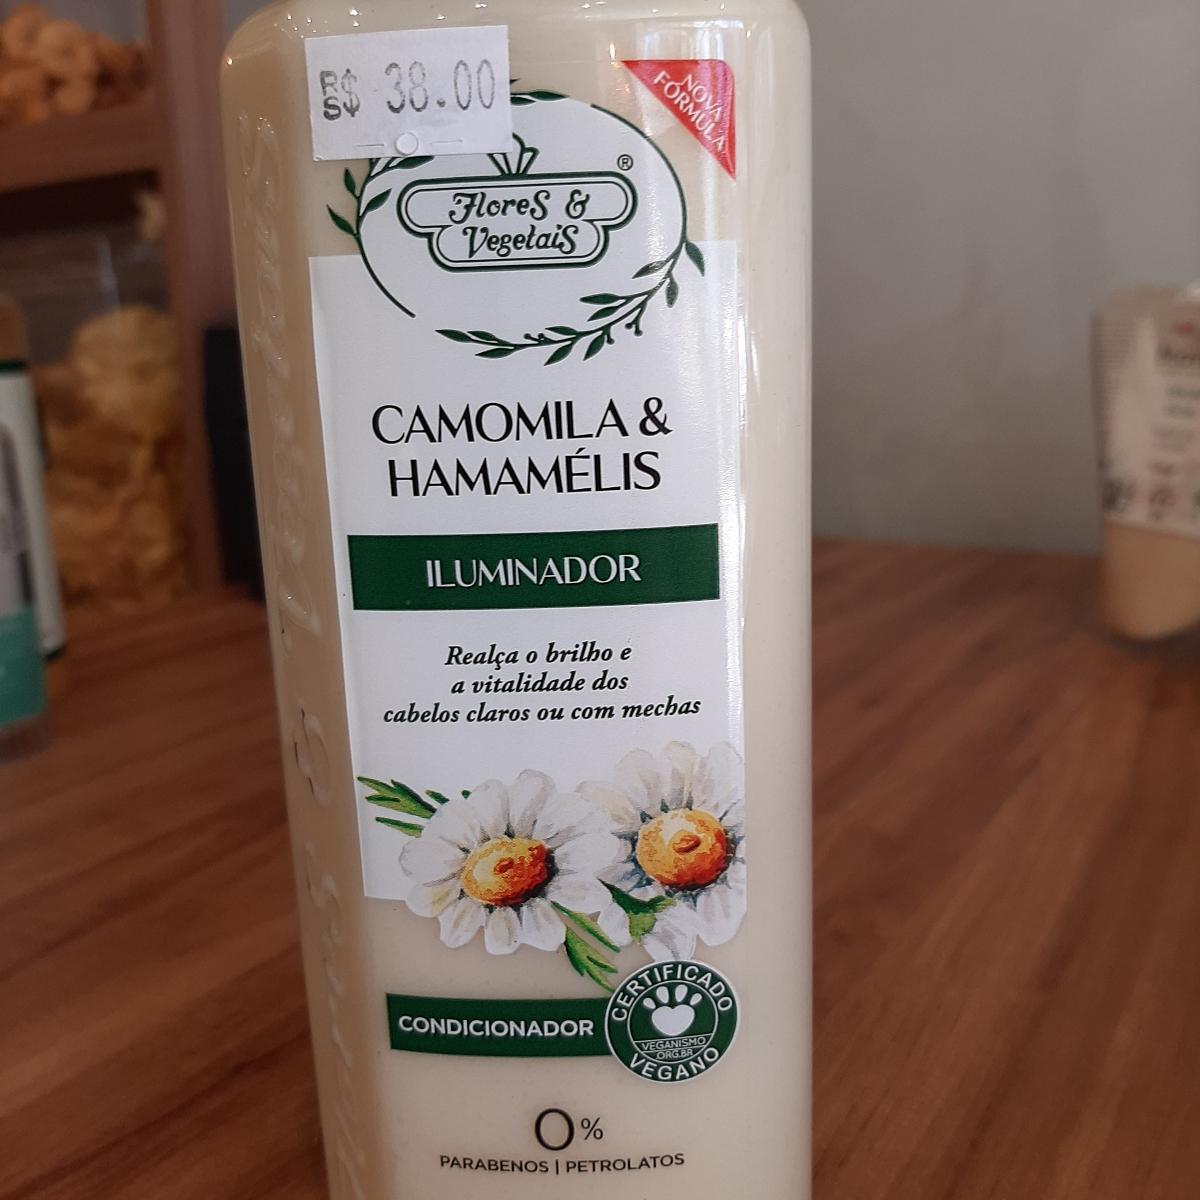 R$ 38.00
NOVA
FÓRMULA
®
Flores &
Vegetais
CAMOMILA &
HAMAMÉLIS
ILUMINADOR
Realça o brilho e
a vitalidade dos
cabelos claros ou com mechas
CONDICIONADOR
CERTIFICADO
VEGANISMO
.ORG.BR
VEGANO
0%
PARABENOS | PETROLATOS